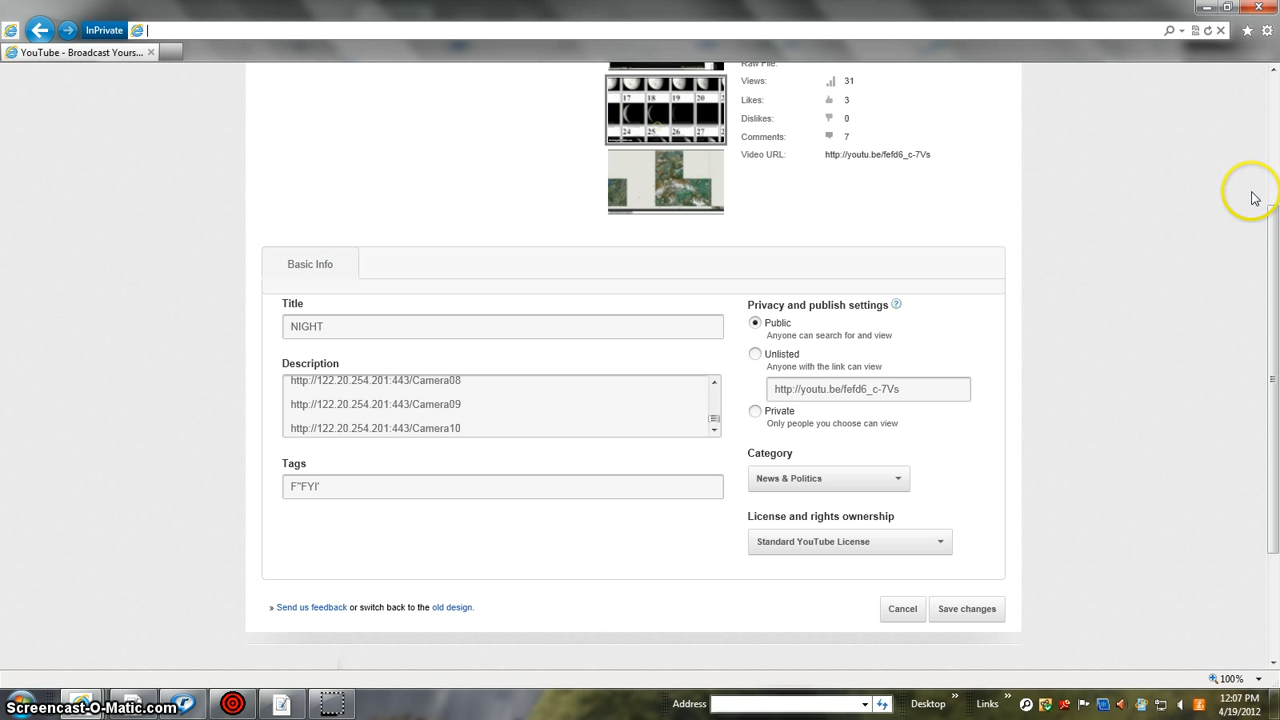 InPrivate
YouTube - Broadcast Yours...
Raw File:
17 18 19 20
24 25 26 27
Views: 31
Likes: 3
Dislikes: 0
Comments: 7
Video URL: http://youtu.be/fefd6_c-7Vs
Basic Info
Title
NIGHT
Description
http://122.20.254.201:443/Camera08
http://122.20.254.201:443/Camera09
http://122.20.254.201:443/Camera10
Tags
F"FYI'
Privacy and publish settings
Public
Anyone can search for and view
Unlisted
Anyone with the link can view
http://youtu.be/fefd6_c-7Vs
Private
Only people you choose can view
Category
News & Politics
License and rights ownership
Standard YouTube License
» Send us feedback or switch back to the old design.
Cancel
Save changes
100%
Screencast-O-Matic.com
Address
Desktop
Links
12:07 PM
4/19/2012